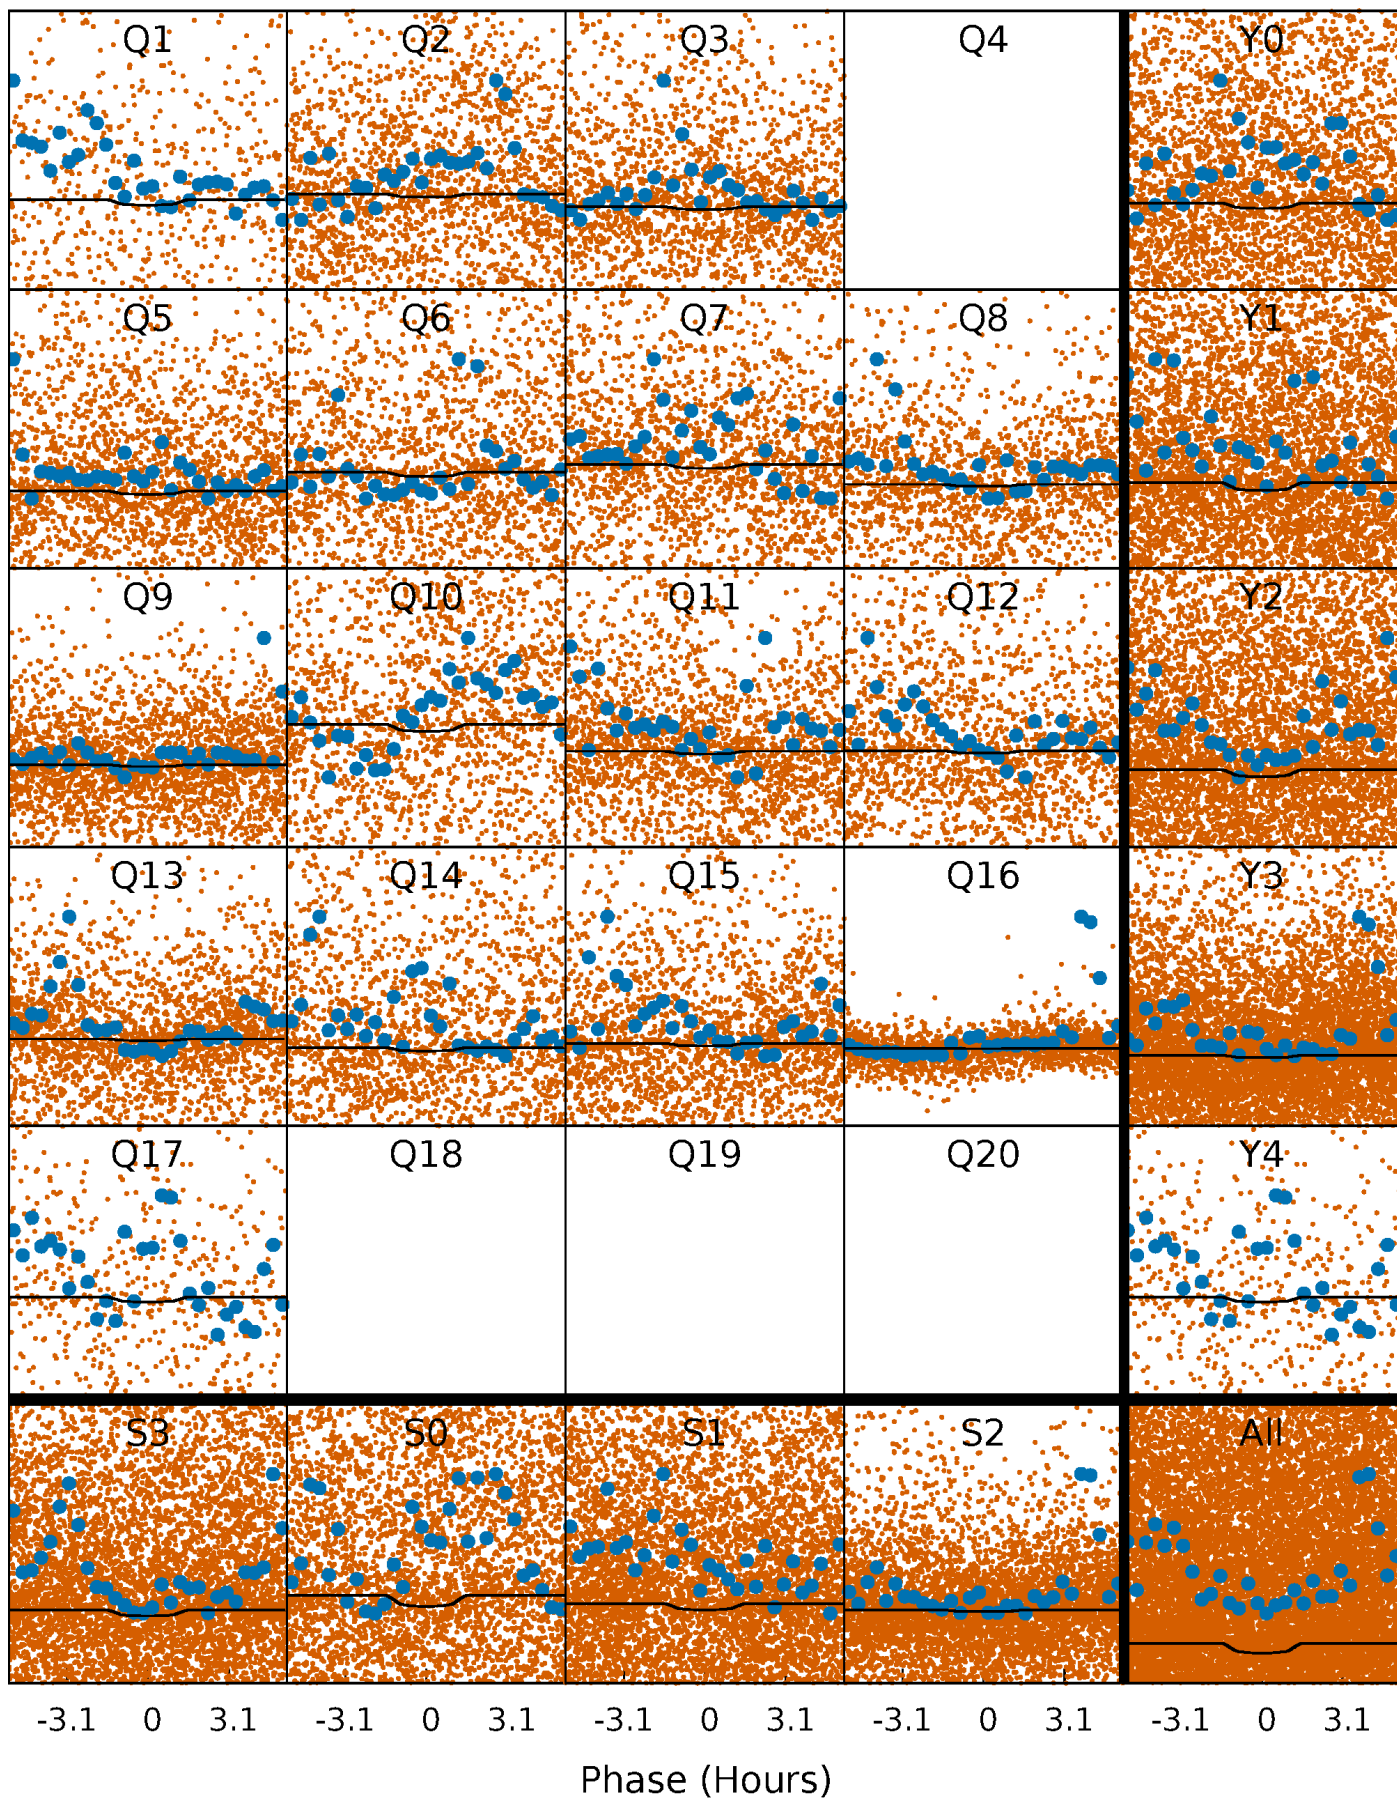 Q1 Q2 Q3 Q4 Y0
Q5 Q6 Q7 Q8 Y1
Q9 Q10 Q11 Q12 Y2
Q13 Q14 Q15 Q16 Y3
Q17 Q18 Q19 Q20 Y4
S3 S0 S1 S2 All
-3.1 0 3.1 -3.1 0 3.1 -3.1 0 3.1 -3.1 0 3.1 -3.1 0 3.1
Phase (Hours)